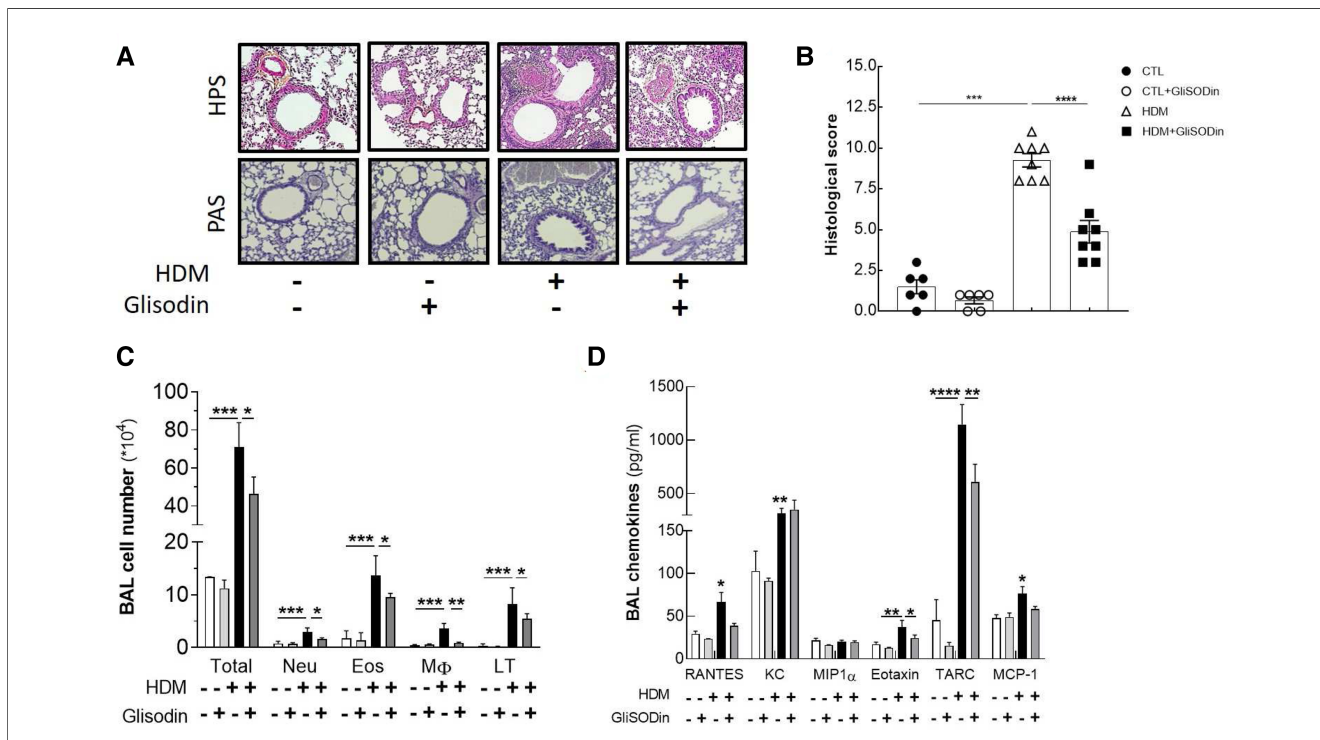 A
HPS
PAS
HDM - - + +
Glisodin - + - +
B
Histological score
15.0
12.5
10.0
7.5
5.0
2.5
0.0
*** ****
CTL
CTL+GliSODin
HDM
HDM+GliSODin
C
BAL cell number (*10⁴)
100
80
60
40
20
10
0
*** *
*** *
*** *
*** **
*** *
Total Neu Eos MΦ LT
HDM - - + + - - + + - - + + - - + + - - + +
Glisodin - + - + - + - + - + - + - + - + - + - +
D
BAL chemokines (pg/ml)
1500
1000
500
150
100
50
0
*
**
** *
**** **
*
RANTES KC MIP1α Eotaxin TARC MCP-1
HDM - - + + - - + + - - + + - - + + - - + + - - + +
GliSODin - + - + - + - + - + - + - + - + - + - + - + - +